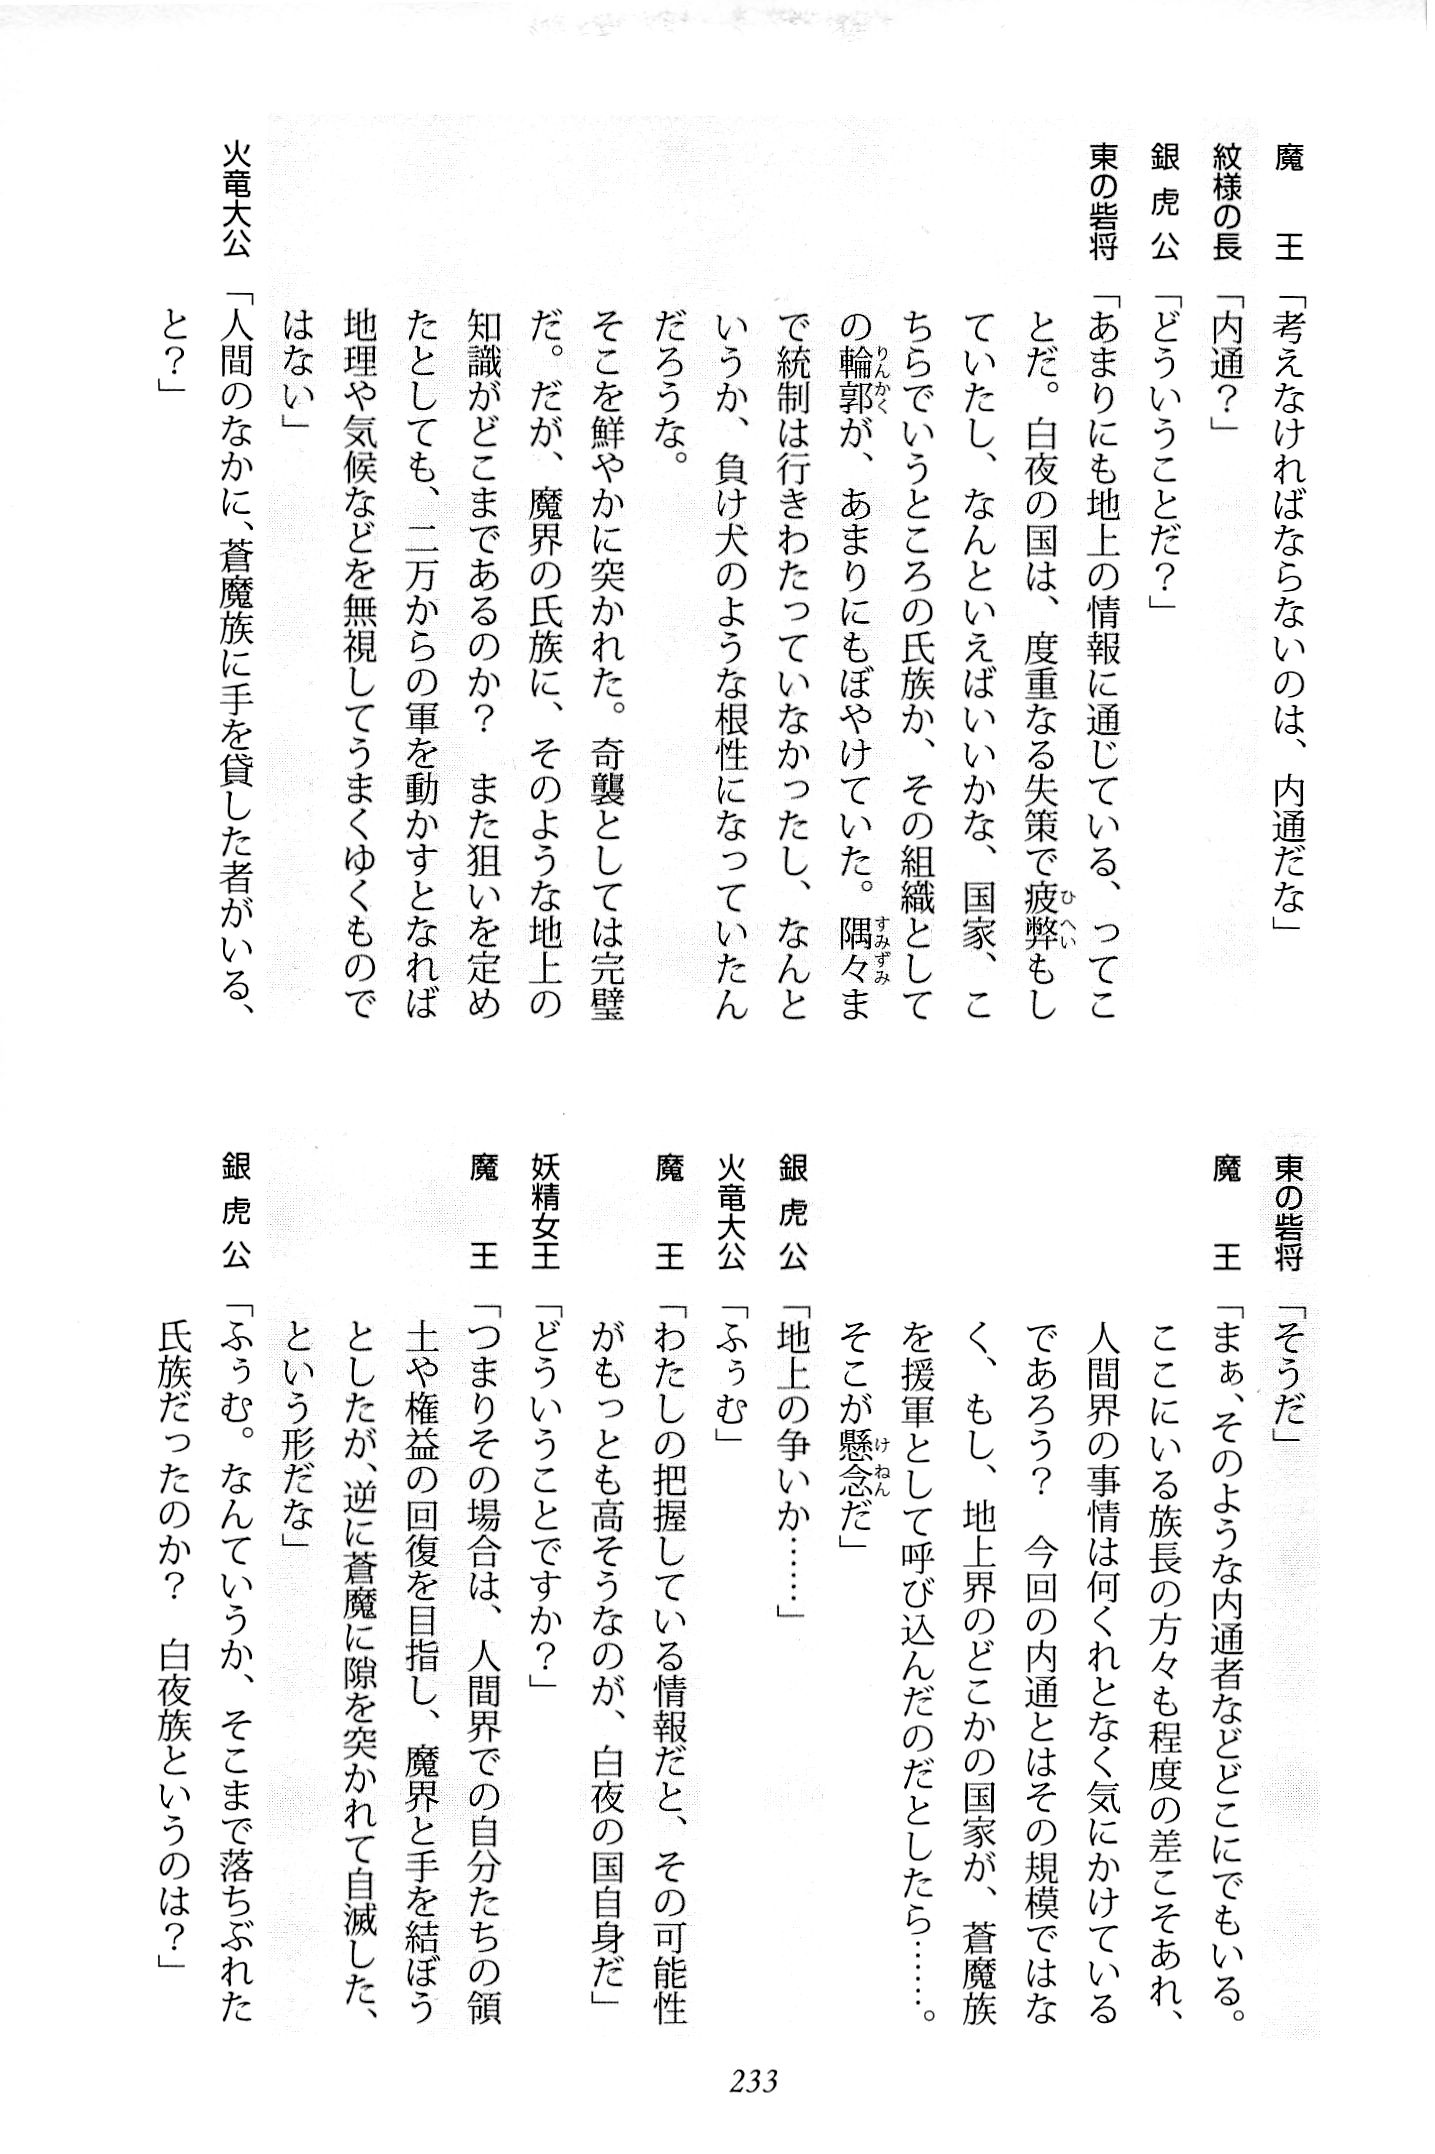 魔王「考えなければならないのは、内通だな」
紋様の長「内通？」
銀虎公「どういうことだ？」
東の砦将「あまりにも地上の情報に通じている、ってこ
とだ。白夜の国は、度重なる失策で疲弊もし
ていたし、なんといえばいいかな、国家、こ
ちらでいうところの氏族か、その組織として
の輪郭が、あまりにもぼやけていた。隅々ま
で統制は行きわたっていなかったし、なんと
いうか、負け犬のような根性になっていたん
だろうな。
そこを鮮やかに突かれた。奇襲としては完璧
だ。だが、魔界の氏族に、そのような地上の
知識がどこまであるのか？　また狙いを定め
たとしても、二万からの軍を動かすとなれば
地理や気候などを無視してうまくゆくもので
はない」
火竜大公「人間のなかに、蒼魔族に手を貸した者がいる、
と？」
東の砦将「そうだ」
魔王「まぁ、そのような内通者などどこにでもいる。
ここにいる族長の方々も程度の差こそあれ、
人間界の事情は何くれとなく気にかけている
であろう？　今回の内通とはその規模ではな
く、もし、地上界のどこかの国家が、蒼魔族
を援軍として呼び込んだのだとしたら……。
そこが懸念だ」
銀虎公「地上の争いか……」
火竜大公「ふぅむ」
魔王「わたしの把握している情報だと、その可能性
がもっとも高そうなのが、白夜の国自身だ」
妖精女王「どういうことですか？」
魔王「つまりその場合は、人間界での自分たちの領
土や権益の回復を目指し、魔界と手を結ぼう
としたが、逆に蒼魔に隙を突かれて自滅した、
という形だな」
銀虎公「ふぅむ。なんていうか、そこまで落ちぶれた
氏族だったのか？　白夜族というのは？」
233